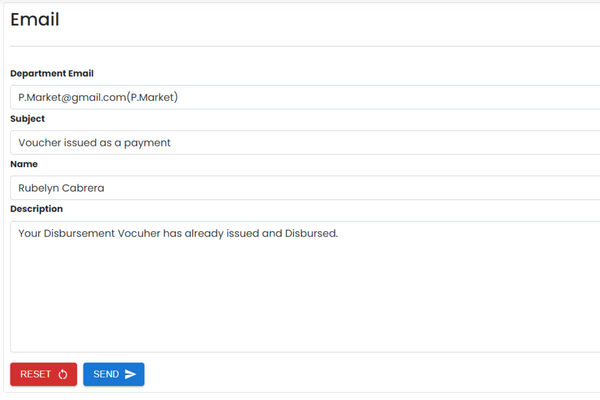 Email
Department Email
P.Market@gmail.com(P.Market)
Subject
Voucher issued as a payment
Name
Rubelyn Cabrera
Description
Your Disbursement Vocuher has already issued and Disbursed.
RESET SEND